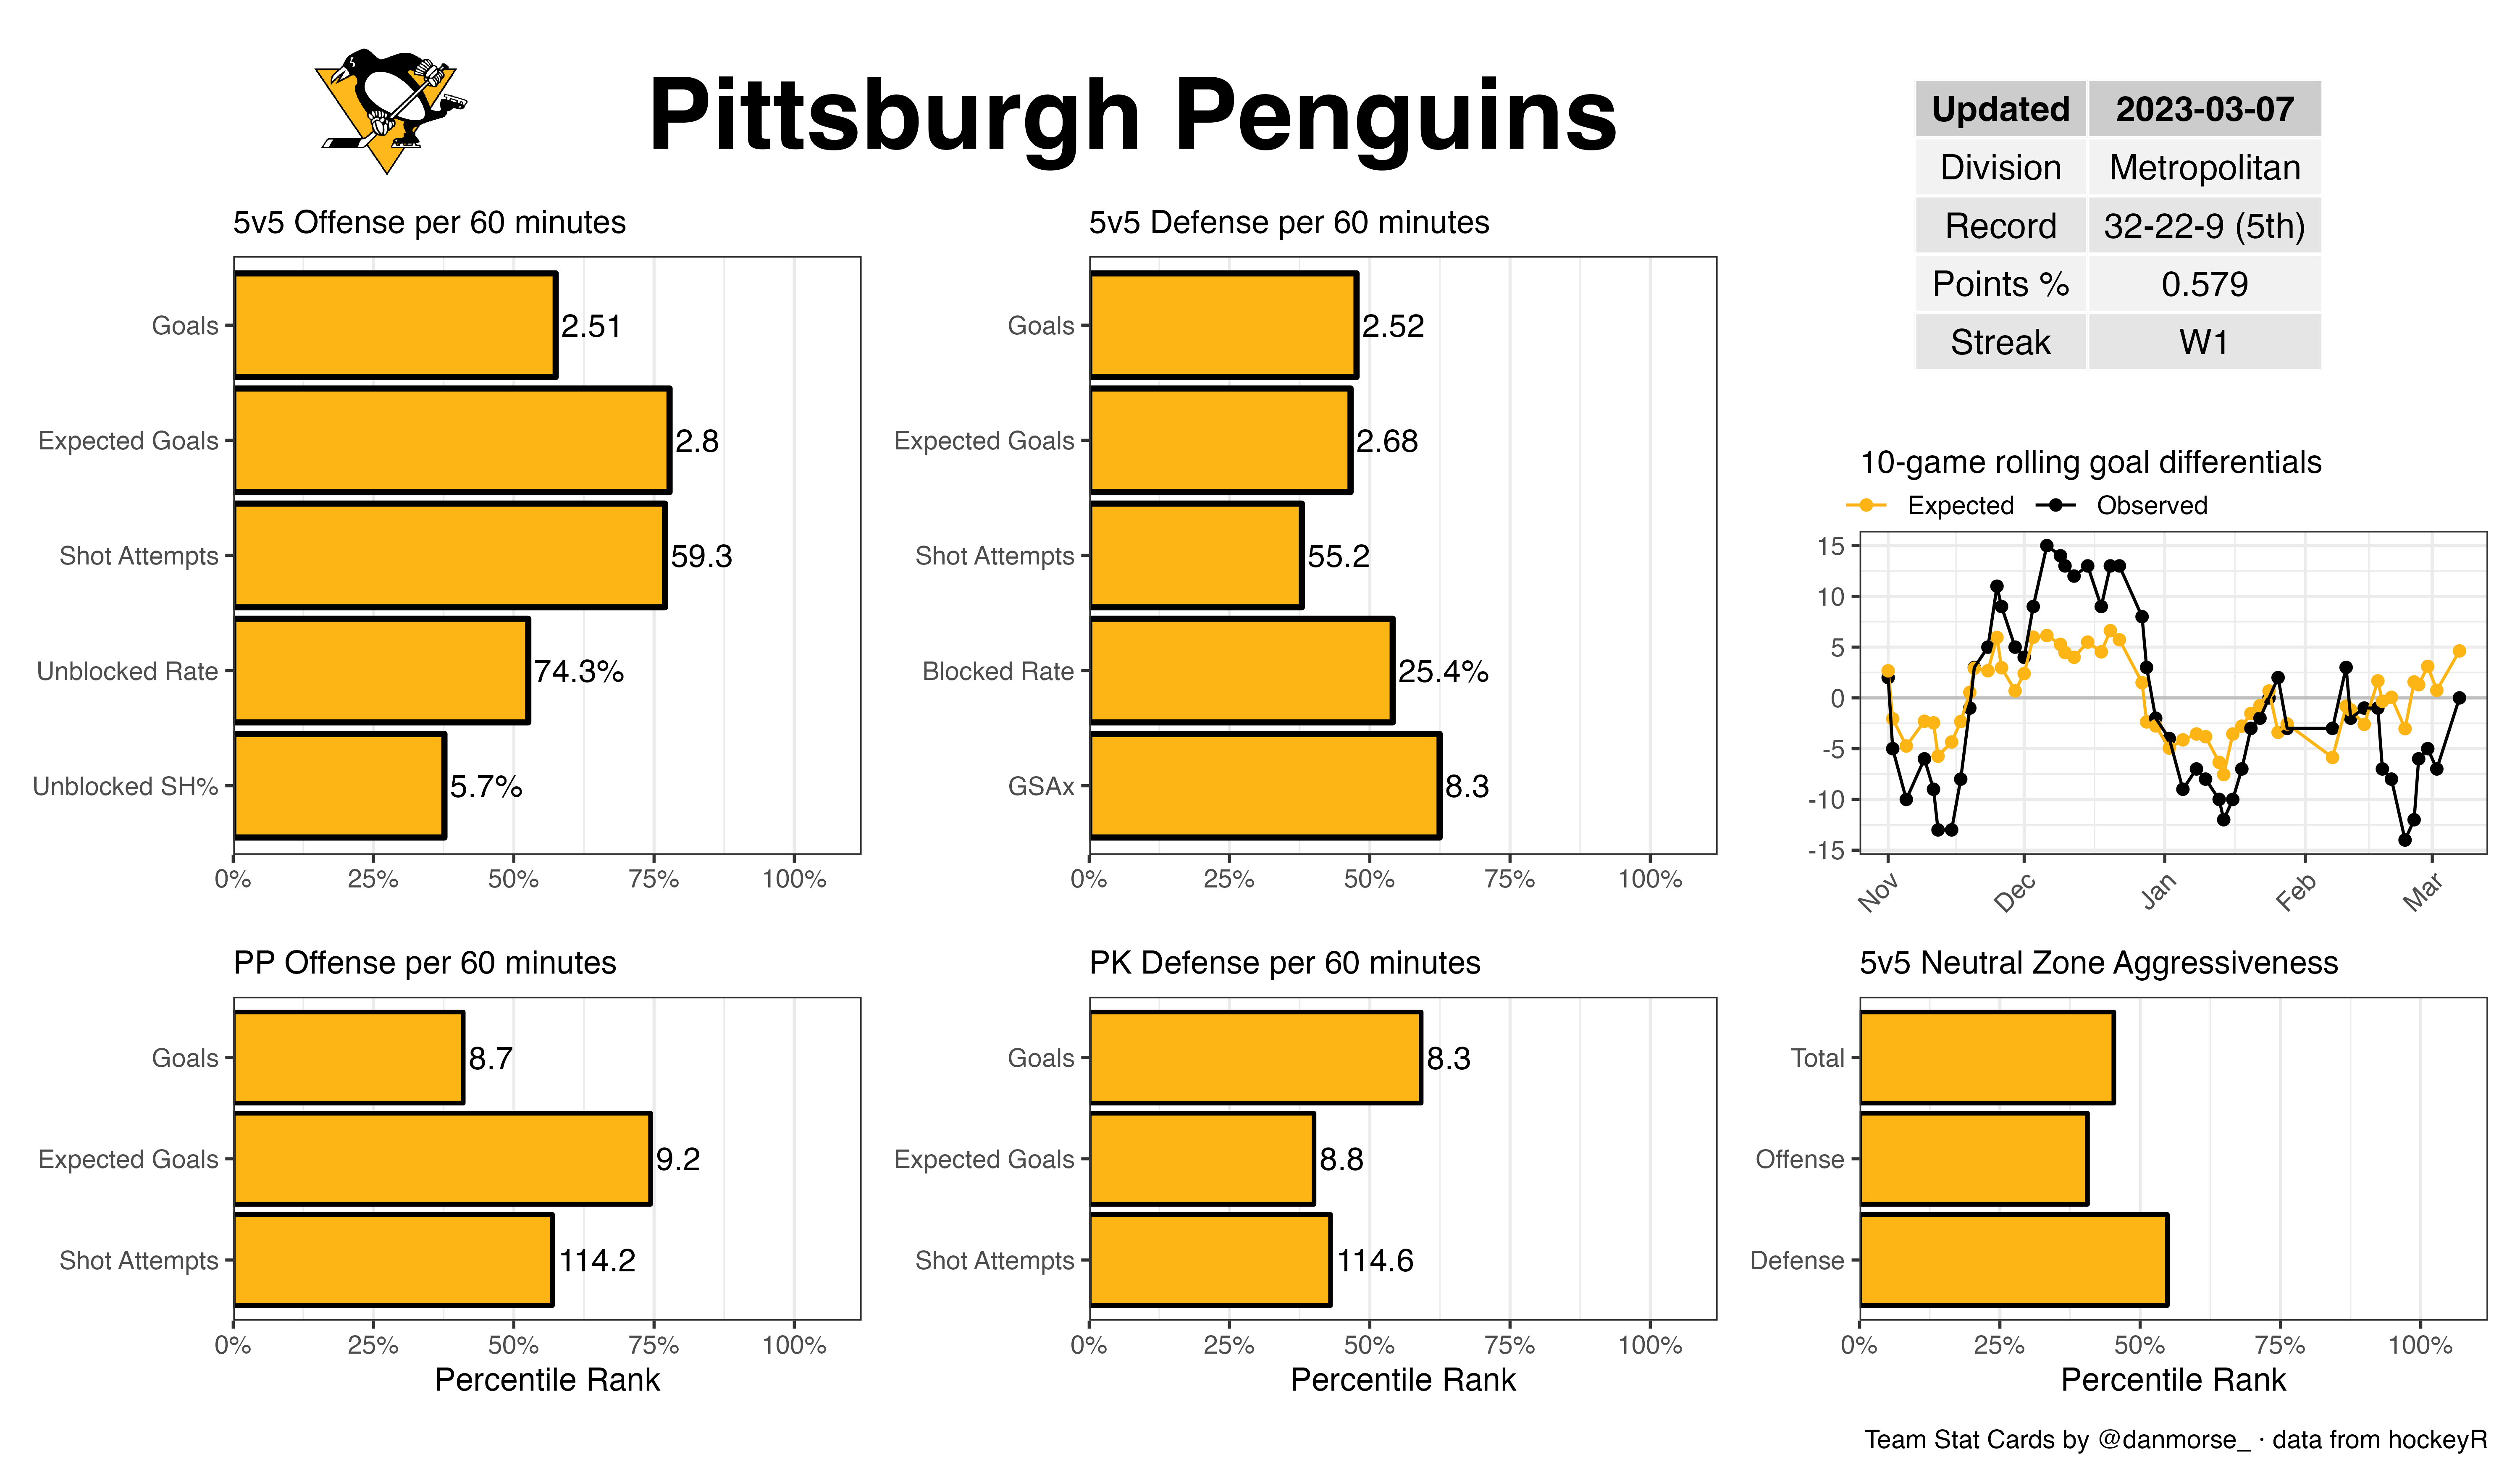 Pittsburgh Penguins
Updated 2023-03-07
Division Metropolitan
Record 32-22-9 (5th)
Points % 0.579
Streak W1
5v5 Offense per 60 minutes
Goals 2.51
Expected Goals 2.8
Shot Attempts 59.3
Unblocked Rate 74.3%
Unblocked SH% 5.7%
0% 25% 50% 75% 100%
5v5 Defense per 60 minutes
Goals 2.52
Expected Goals 2.68
Shot Attempts 55.2
Blocked Rate 25.4%
GSAx 8.3
0% 25% 50% 75% 100%
10-game rolling goal differentials
Expected Observed
15
10
5
0
-5
-10
-15
Nov Dec Jan Feb Mar
PP Offense per 60 minutes
Goals 8.7
Expected Goals 9.2
Shot Attempts 114.2
0% 25% 50% 75% 100%
Percentile Rank
PK Defense per 60 minutes
Goals 8.3
Expected Goals 8.8
Shot Attempts 114.6
0% 25% 50% 75% 100%
Percentile Rank
5v5 Neutral Zone Aggressiveness
Total
Offense
Defense
0% 25% 50% 75% 100%
Percentile Rank
Team Stat Cards by @danmorse_ · data from hockeyR